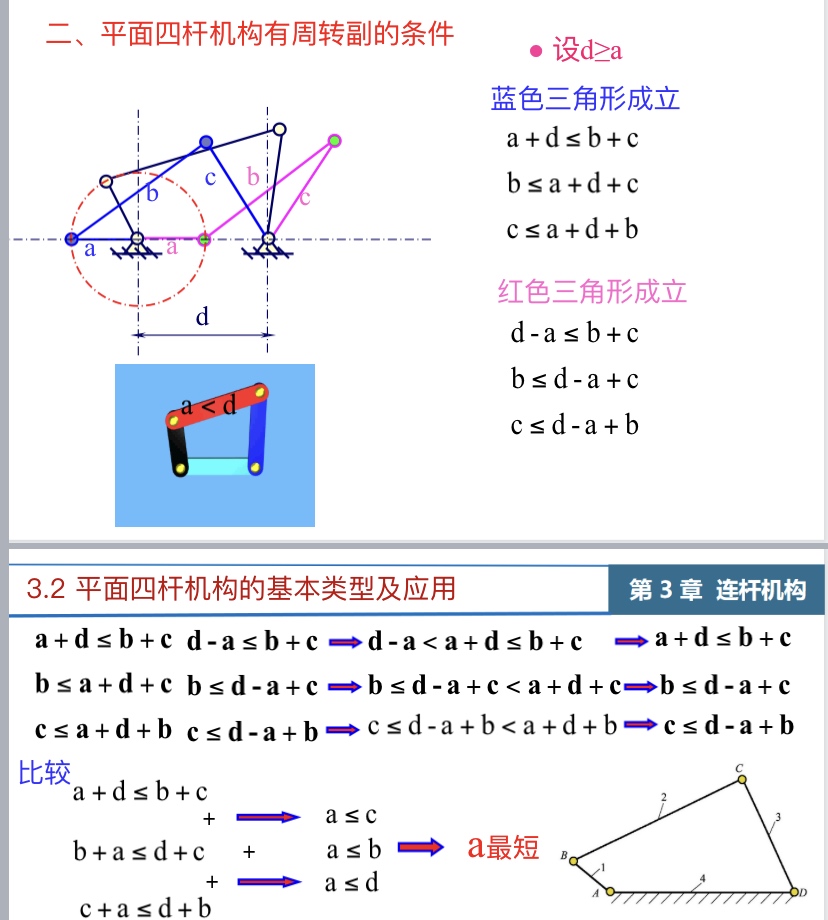 二、平面四杆机构有周转副的条件
● 设d≥a
蓝色三角形成立
a + d ≤ b + c
b ≤ a + d + c
c ≤ a + d + b
b
c
b
c
a
a
d
红色三角形成立
d - a ≤ b + c
b ≤ d - a + c
c ≤ d - a + b
a < d
3.2 平面四杆机构的基本类型及应用
第 3 章 连杆机构
a + d ≤ b + c d - a ≤ b + c d - a < a + d ≤ b + c a + d ≤ b + c
b ≤ a + d + c b ≤ d - a + c b ≤ d - a + c < a + d + c b ≤ d - a + c
c ≤ a + d + b c ≤ d - a + b c ≤ d - a + b < a + d + b c ≤ d - a + b
比较
a + d ≤ b + c
+ a ≤ c
b + a ≤ d + c + a ≤ b a最短
+ a ≤ d
c + a ≤ d + b
C
2
3
B
1
4
A
D